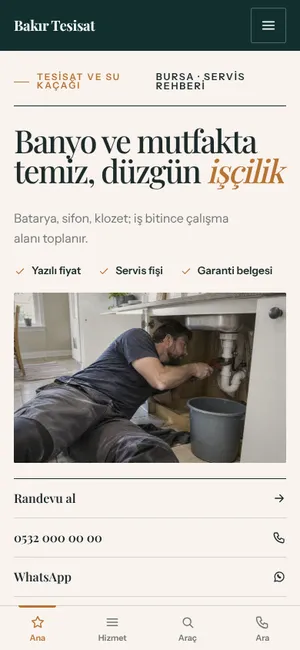 Bakır Tesisat
TESİSAT VE SU
KAÇAĞI
BURSA · SERVİS
REHBERİ
Banyo ve mutfakta
temiz, düzgün işçilik
Batarya, sifon, klozet; iş bitince çalışma
alanı toplanır.
Yazılı fiyat
Servis fişi
Garanti belgesi
Randevu al
0532 000 00 00
WhatsApp
Ana
Hizmet
Araç
Ara